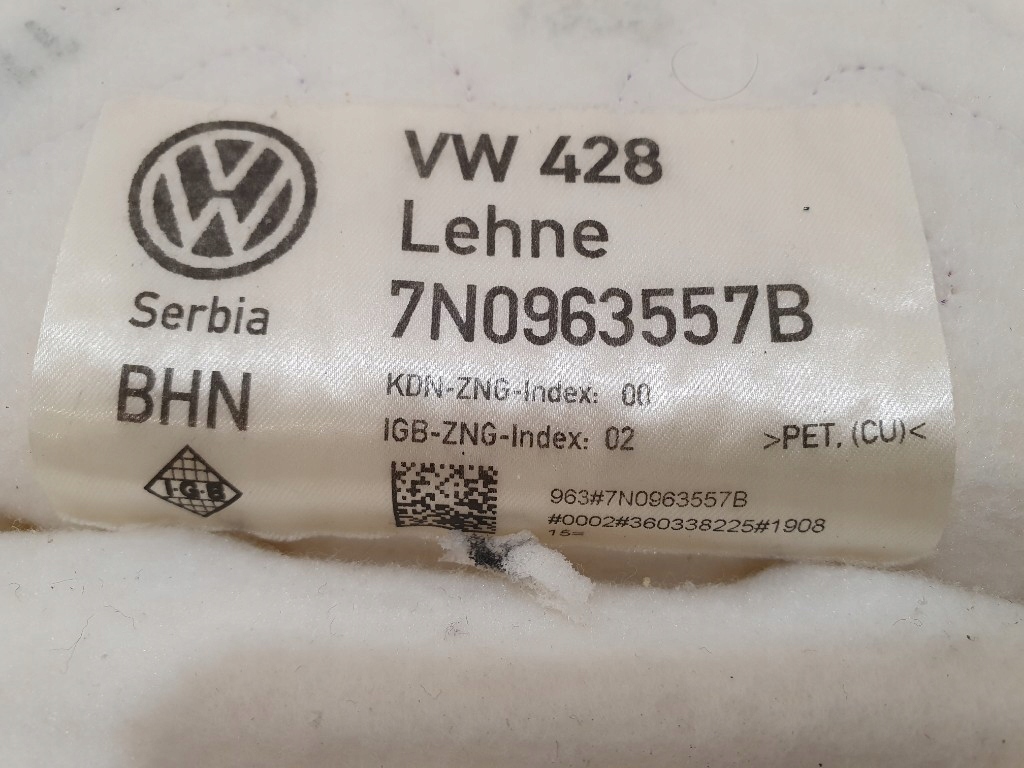 VW 428
Lehne
7N0963557B
Serbia
BHN
KDN-ZNG-Index: 00
IGB-ZNG-Index: 02
>PET, (CU)<
I·G·B
963#7N0963557B
#0002#360338225#1908
15=